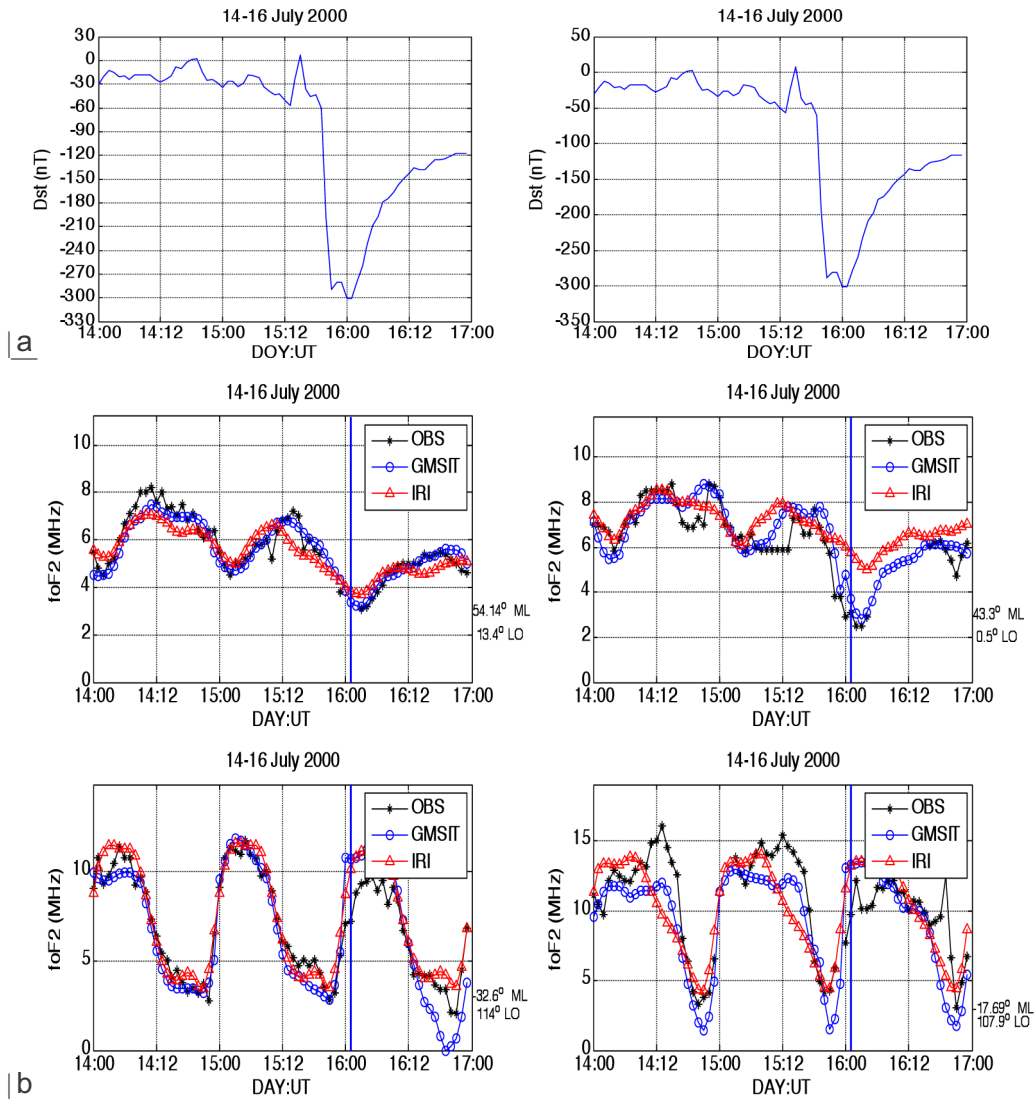 14-16 July 2000
14-16 July 2000
30
0
-30
-60
-90
-120
-150
-180
-210
-240
-270
-300
-330
Dst (nT)
14:00 14:12 15:00 15:12 16:00 16:12 17:00
DOY:UT
50
0
-50
-100
-150
-200
-250
-300
-350
Dst (nT)
14:00 14:12 15:00 15:12 16:00 16:12 17:00
DOY:UT
a
14-16 July 2000
10
8
6
4
2
0
foF2 (MHz)
OBS
GMSIT
IRI
54.14° ML
13.4° LO
14:00 14:12 15:00 15:12 16:00 16:12 17:00
DAY:UT
14-16 July 2000
10
8
6
4
2
0
foF2 (MHz)
OBS
GMSIT
IRI
43.3° ML
0.5° LO
14:00 14:12 15:00 15:12 16:00 16:12 17:00
DAY:UT
14-16 July 2000
10
5
0
foF2 (MHz)
OBS
GMSIT
IRI
-32.6° ML
114° LO
14:00 14:12 15:00 15:12 16:00 16:12 17:00
DAY:UT
14-16 July 2000
15
10
5
0
foF2 (MHz)
OBS
GMSIT
IRI
-17.69° ML
107.9° LO
14:00 14:12 15:00 15:12 16:00 16:12 17:00
DAY:UT
b